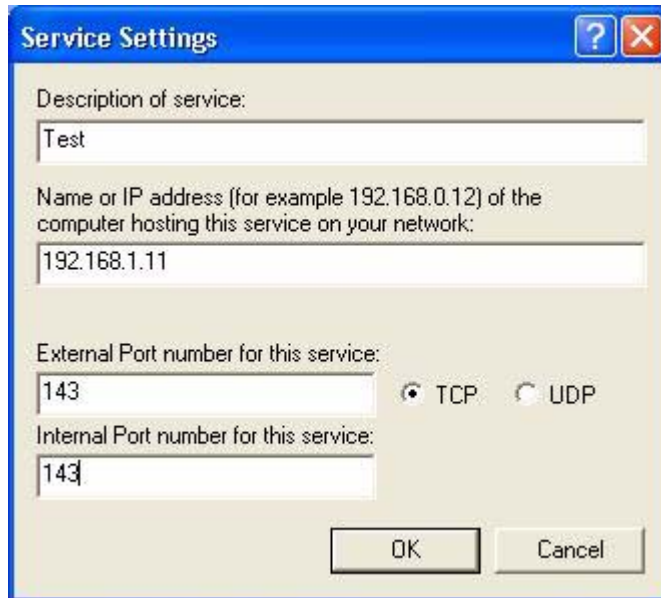 Service Settings
Description of service:
Test
Name or IP address (for example 192.168.0.12) of the
computer hosting this service on your network:
192.168.1.11
External Port number for this service:
143
TCP
UDP
Internal Port number for this service:
143
OK
Cancel